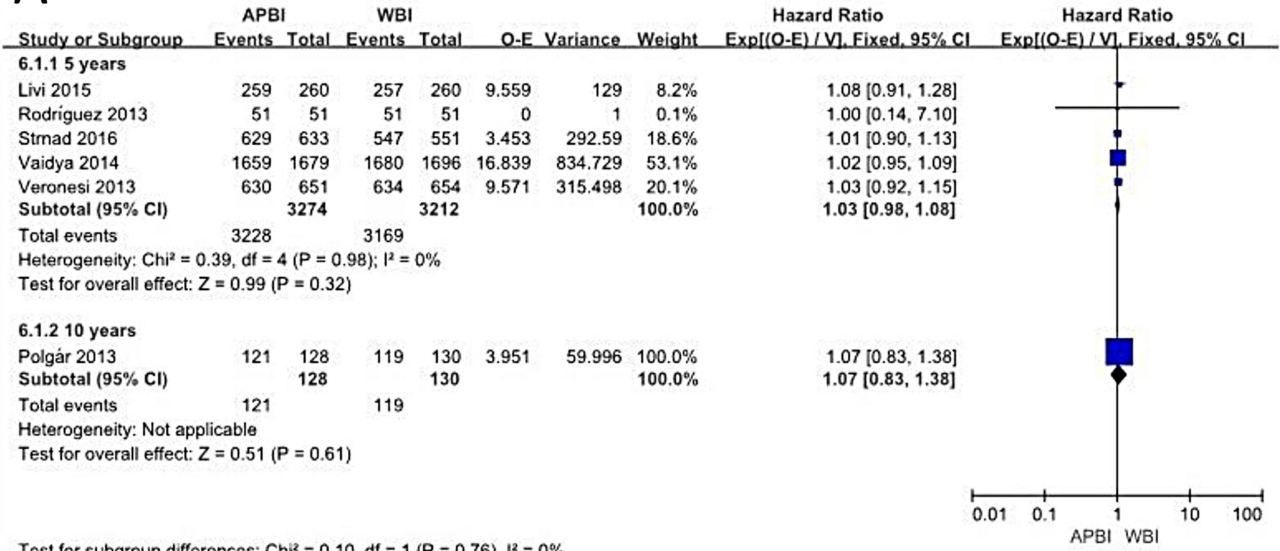 APBI WBI Hazard Ratio Hazard Ratio
Study or Subgroup Events Total Events Total O-E Variance Weight Exp[(O-E) / V], Fixed, 95% CI Exp[(O-E) / V], Fixed, 95% CI
6.1.1 5 years
Livi 2015 259 260 257 260 9.559 129 8.2% 1.08 [0.91, 1.28]
Rodríguez 2013 51 51 51 51 0 1 0.1% 1.00 [0.14, 7.10]
Strnad 2016 629 633 547 551 3.453 292.59 18.6% 1.01 [0.90, 1.13]
Vaidya 2014 1659 1679 1680 1696 16.839 834.729 53.1% 1.02 [0.95, 1.09]
Veronesi 2013 630 651 634 654 9.571 315.498 20.1% 1.03 [0.92, 1.15]
Subtotal (95% CI) 3274 3212 100.0% 1.03 [0.98, 1.08]
Total events 3228 3169
Heterogeneity: Chi² = 0.39, df = 4 (P = 0.98); I² = 0%
Test for overall effect: Z = 0.99 (P = 0.32)
6.1.2 10 years
Polgár 2013 121 128 119 130 3.951 59.996 100.0% 1.07 [0.83, 1.38]
Subtotal (95% CI) 128 130 100.0% 1.07 [0.83, 1.38]
Total events 121 119
Heterogeneity: Not applicable
Test for overall effect: Z = 0.51 (P = 0.61)
0.01 0.1 1 10 100
APBI WBI
Test for subgroup differences: Chi² = 0.10, df = 1 (P = 0.76), I² = 0%